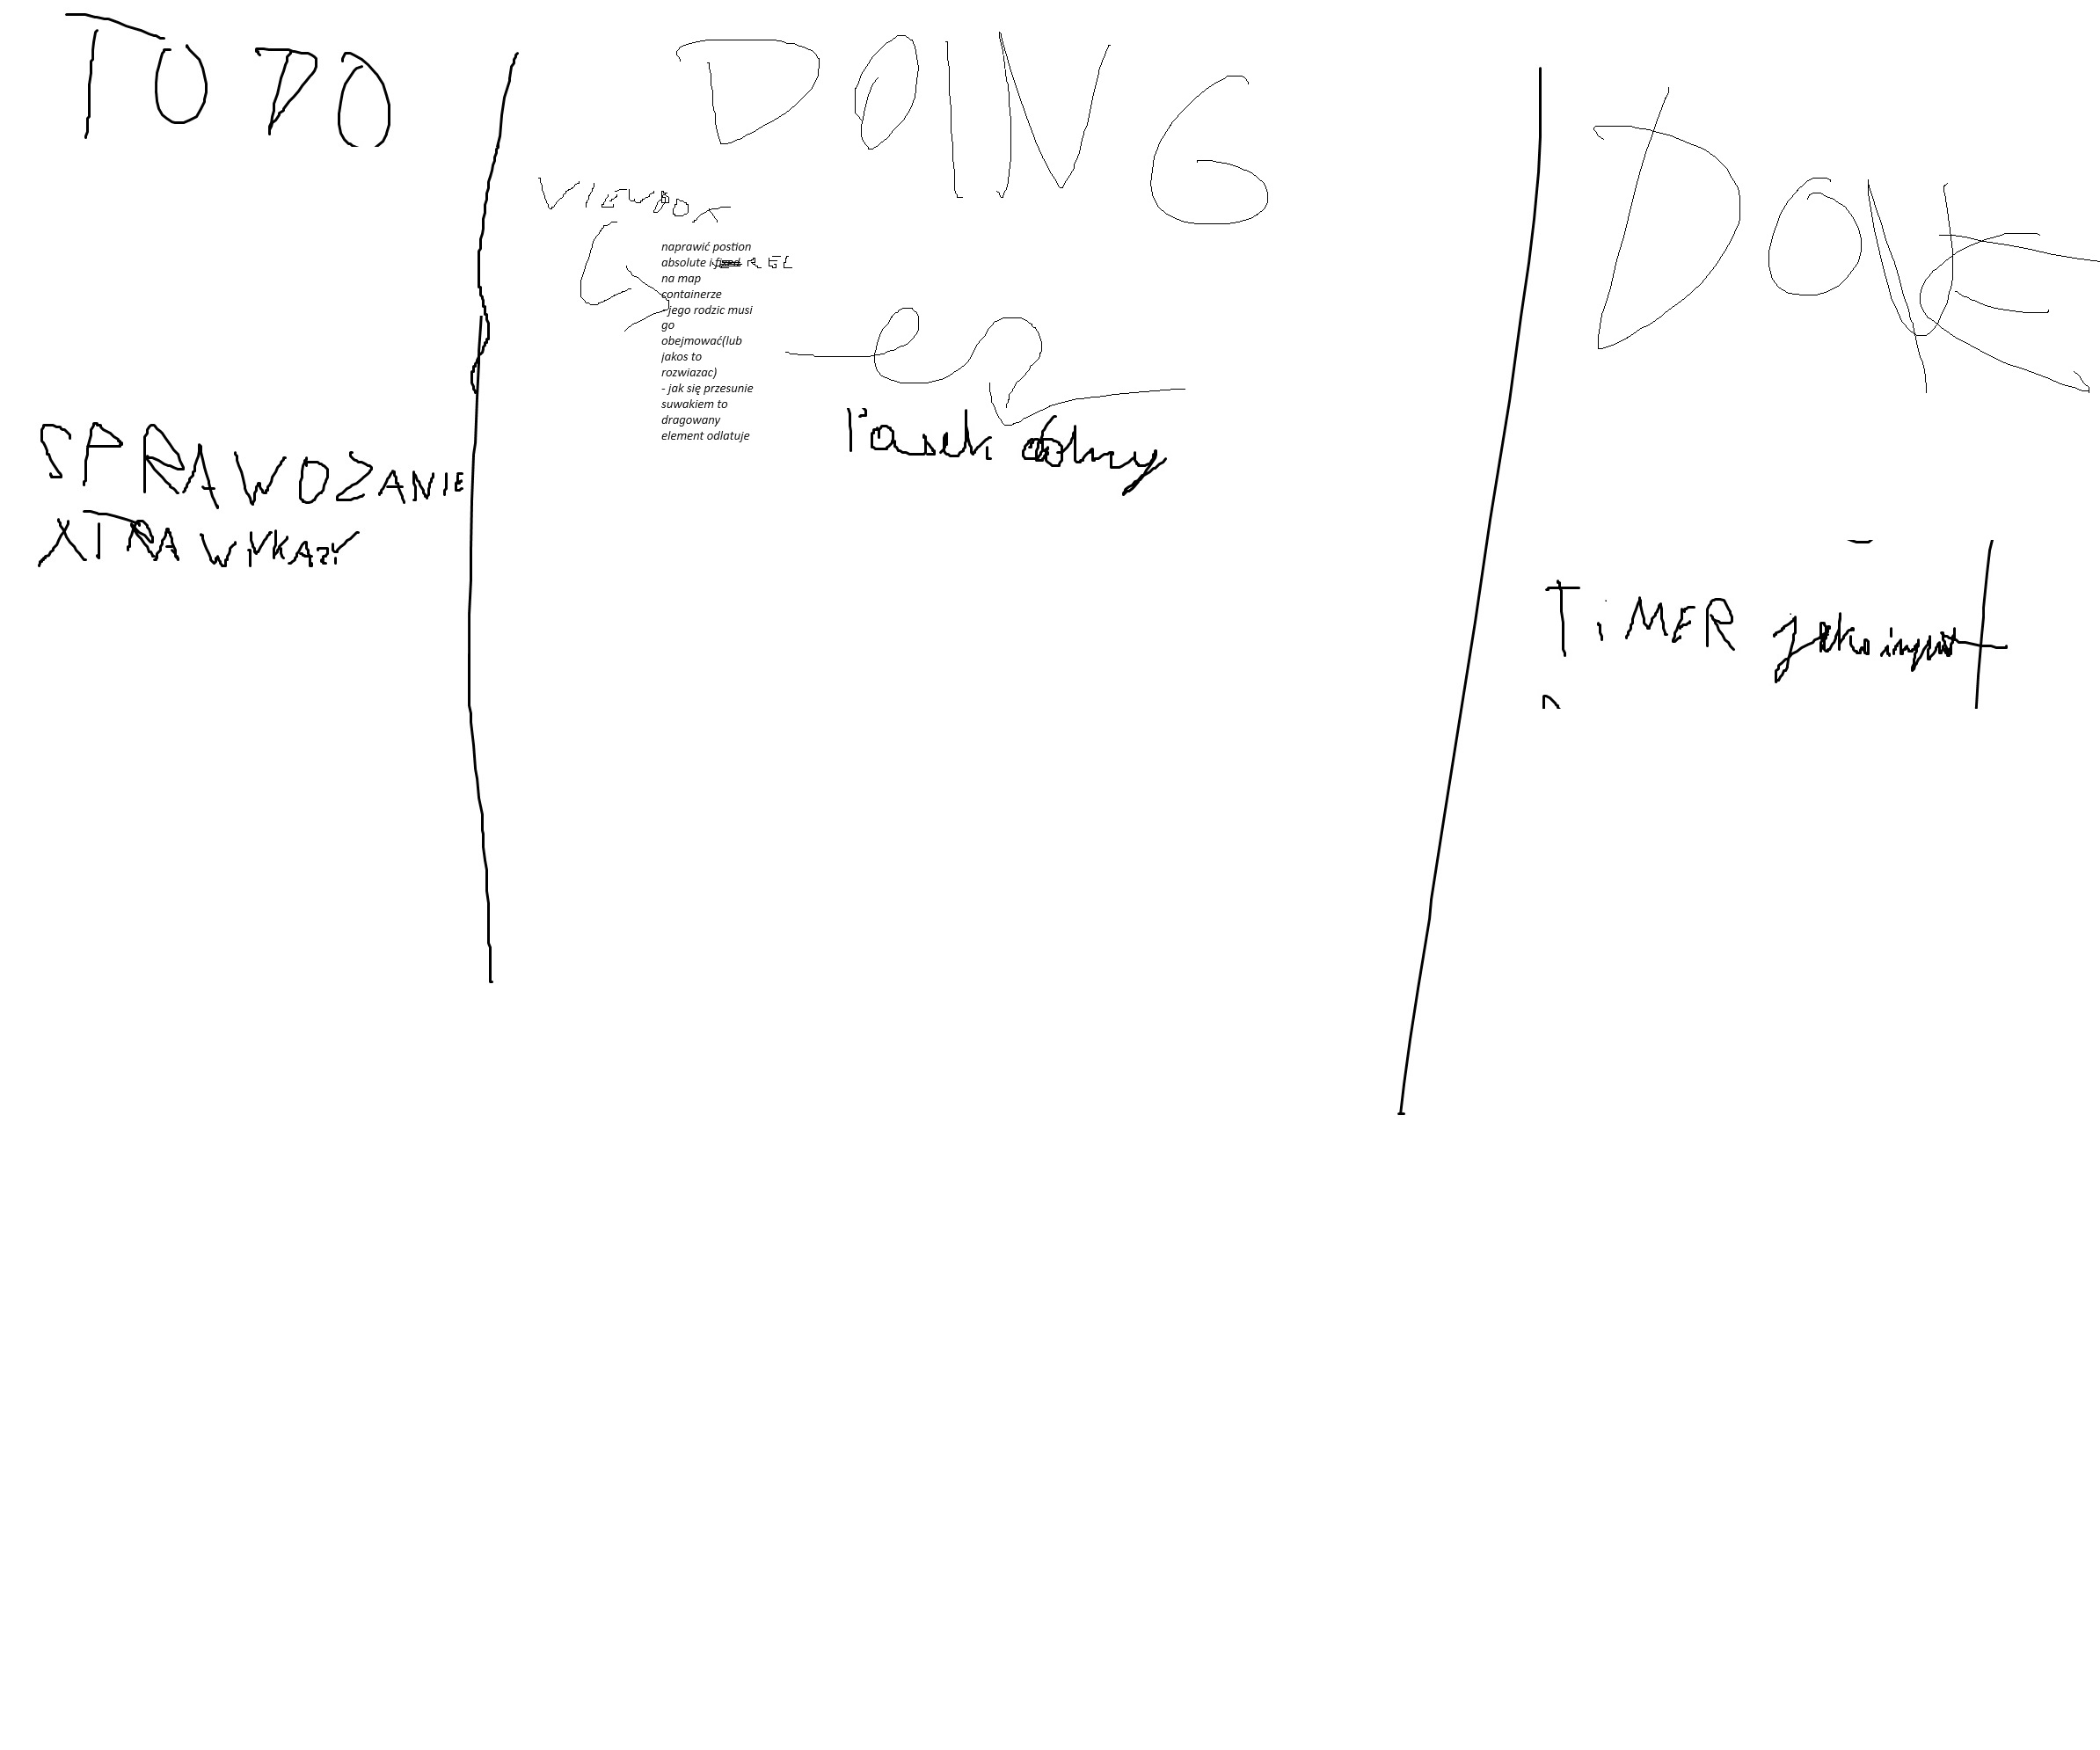 TODO
DOING
DONE
VIEWBOX
naprawić postion
absolute i fixed REL
na map
containerze
-jego rodzic musi
go
obejmować(lub
jakos to
rozwiazac)
- jak się przesunie
suwakiem to
dragowany
element odlatuje
SPRAWOZDANIE
TIMER